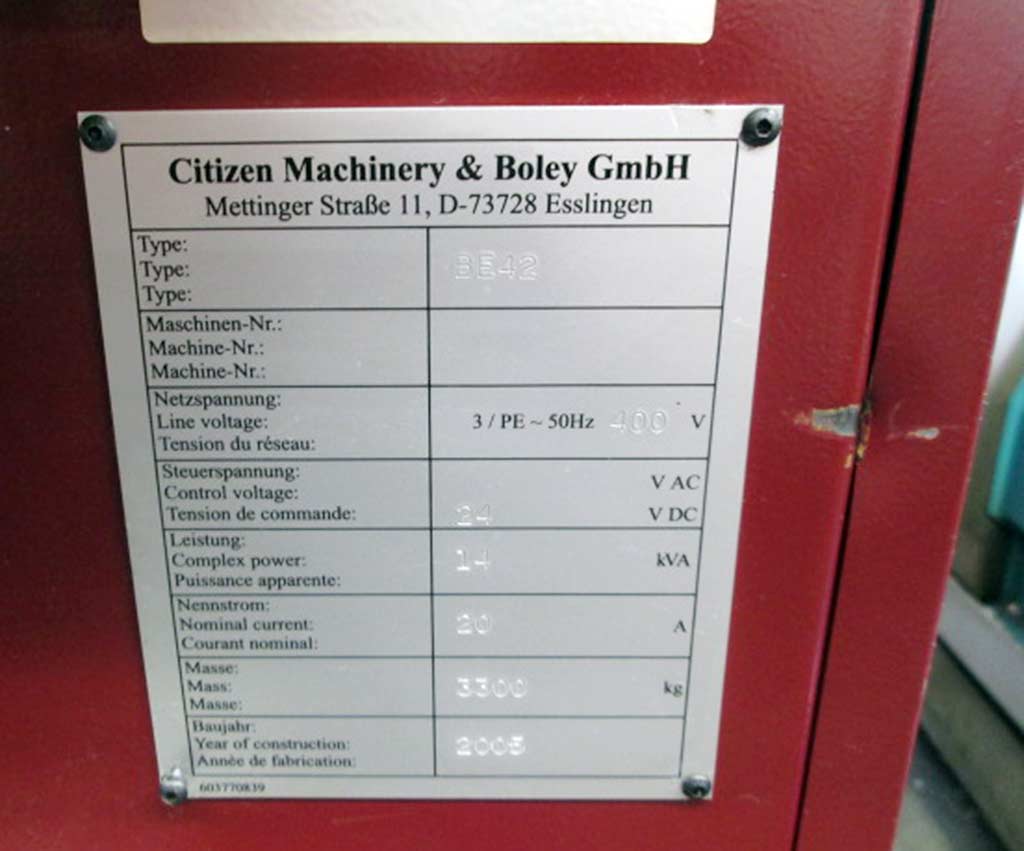 Citizen Machinery & Boley GmbH
Mettinger Straße 11, D-73728 Esslingen
Type:
Type: BE42
Type:
Maschinen-Nr.:
Machine-Nr.:
Machine-Nr.:
Netzspannung:
Line voltage: 3 / PE ~ 50Hz 400 V
Tension du réseau:
Steuerspannung:
Control voltage: V AC
Tension de commande: 24 V DC
Leistung:
Complex power: 14 kVA
Puissance apparente:
Nennstrom:
Nominal current: 20 A
Courant nominal:
Masse:
Mass: 3300 kg
Masse:
Baujahr:
Year of construction: 2005
Année de fabrication:
603770839